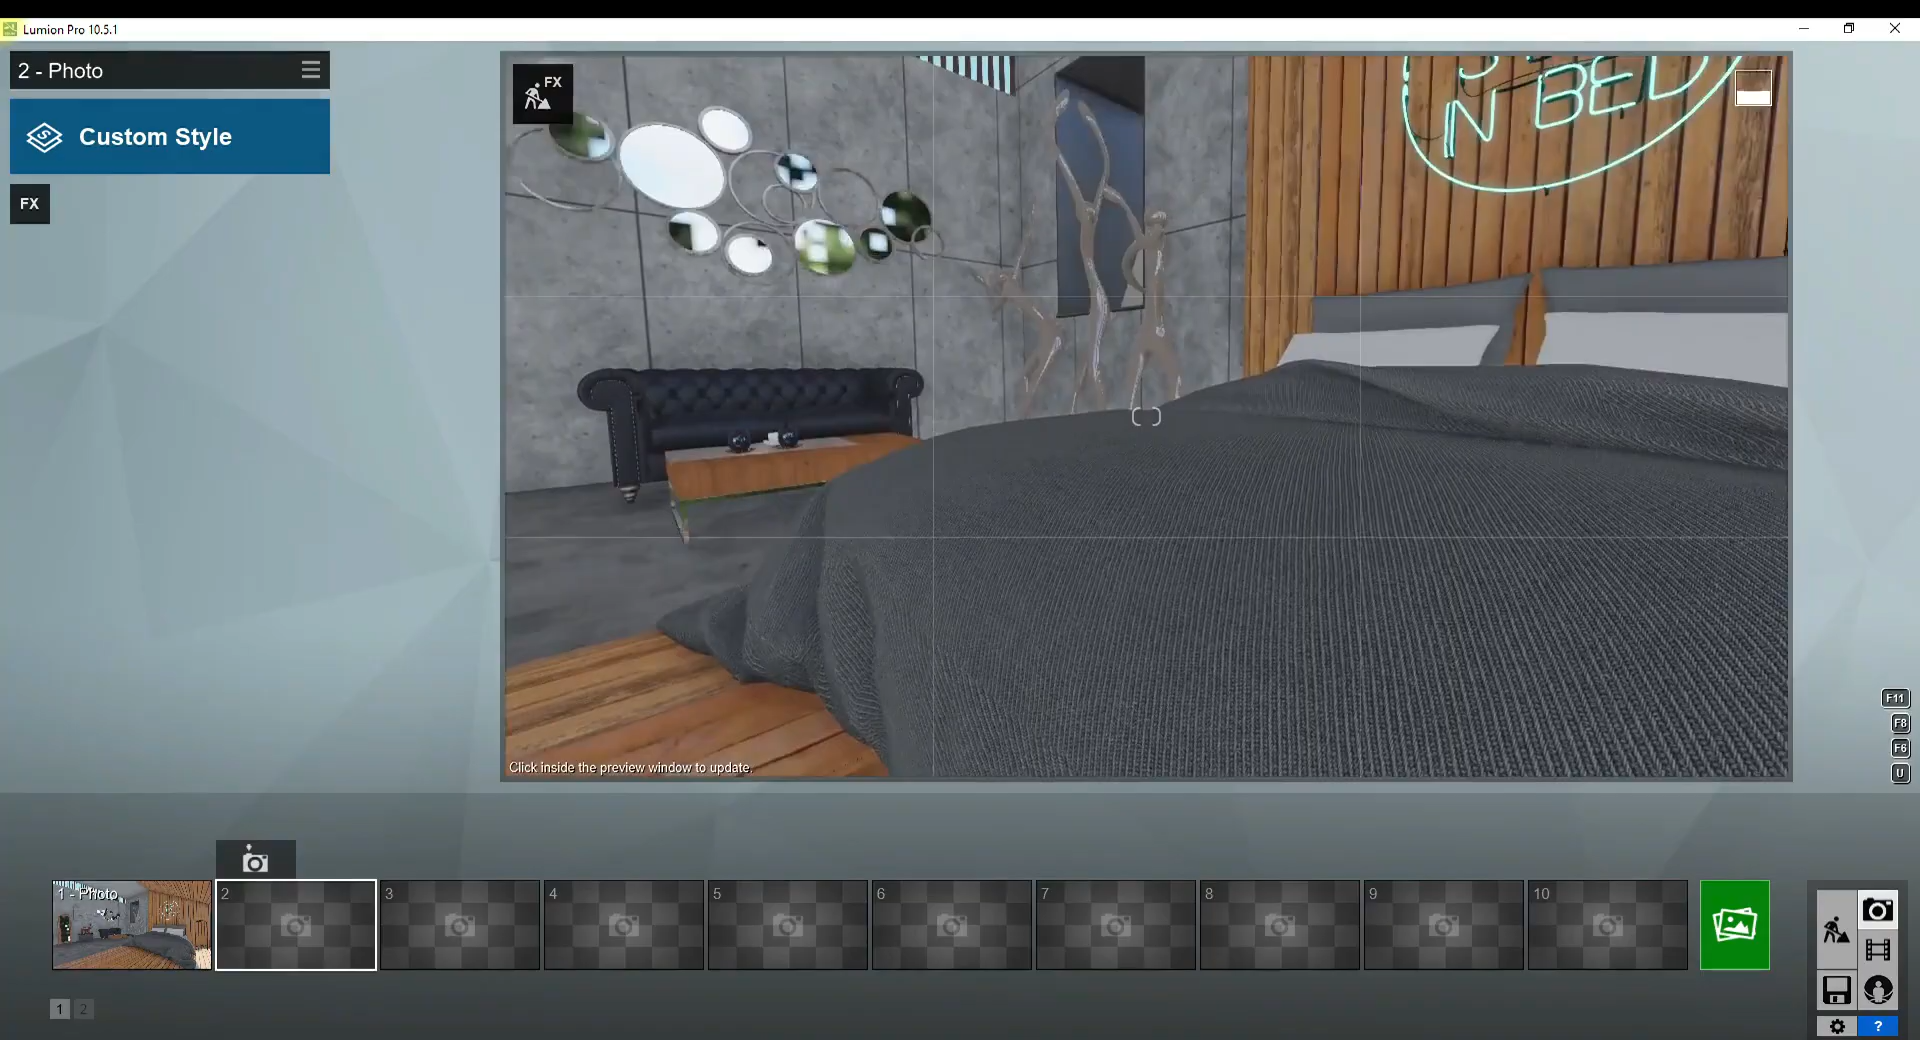 Lumion Pro 10.5.1
2 - Photo
Custom Style
FX
FX
IN BED
Click inside the preview window to update.
F11
F8
F6
U
1 - Photo
2
3
4
5
6
7
8
9
10
1
2
?